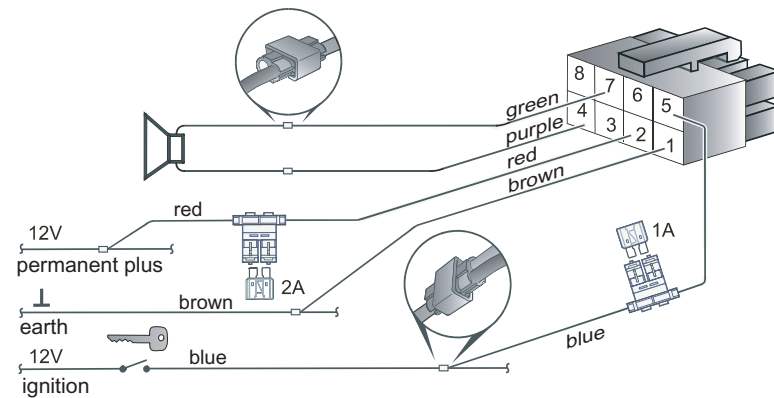 8 7 6 5
4 3 2 1
green
purple
red
brown
red
12V
permanent plus
2A
1A
brown
earth
blue
12V
blue
ignition